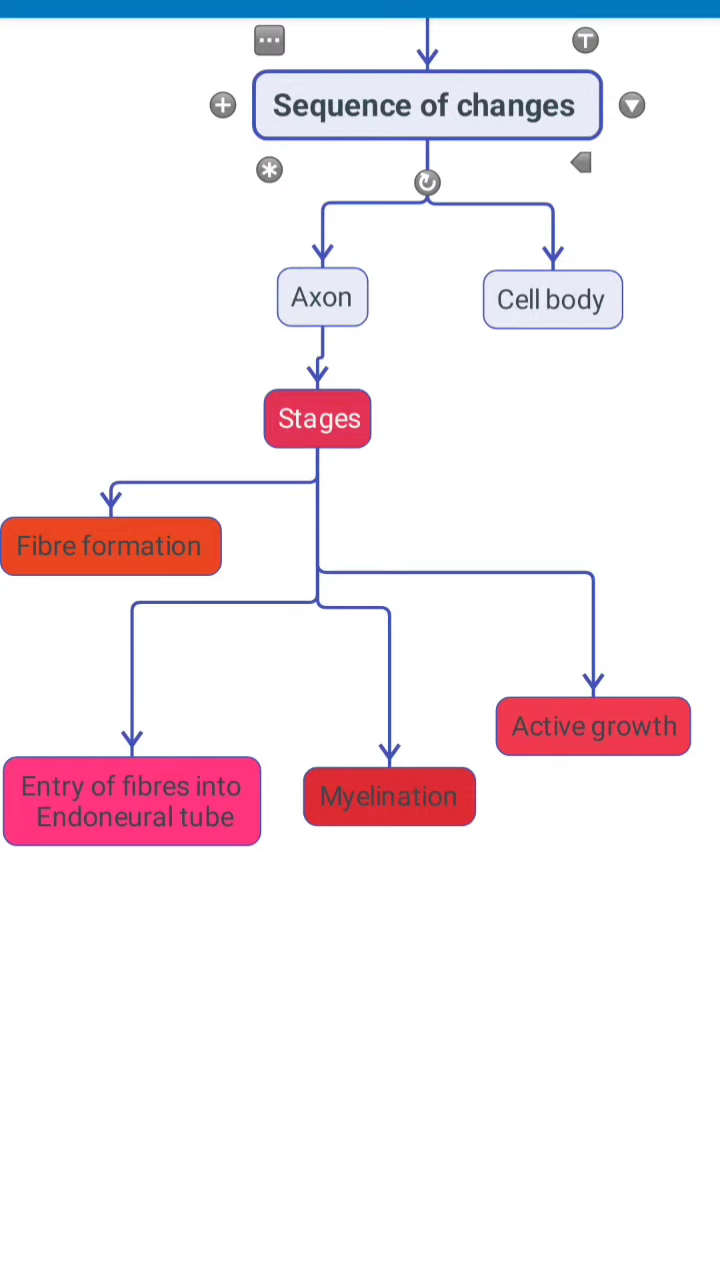 Sequence of changes
Axon
Cell body
Stages
Fibre formation
Active growth
Entry of fibres into
Endoneural tube
Myelination